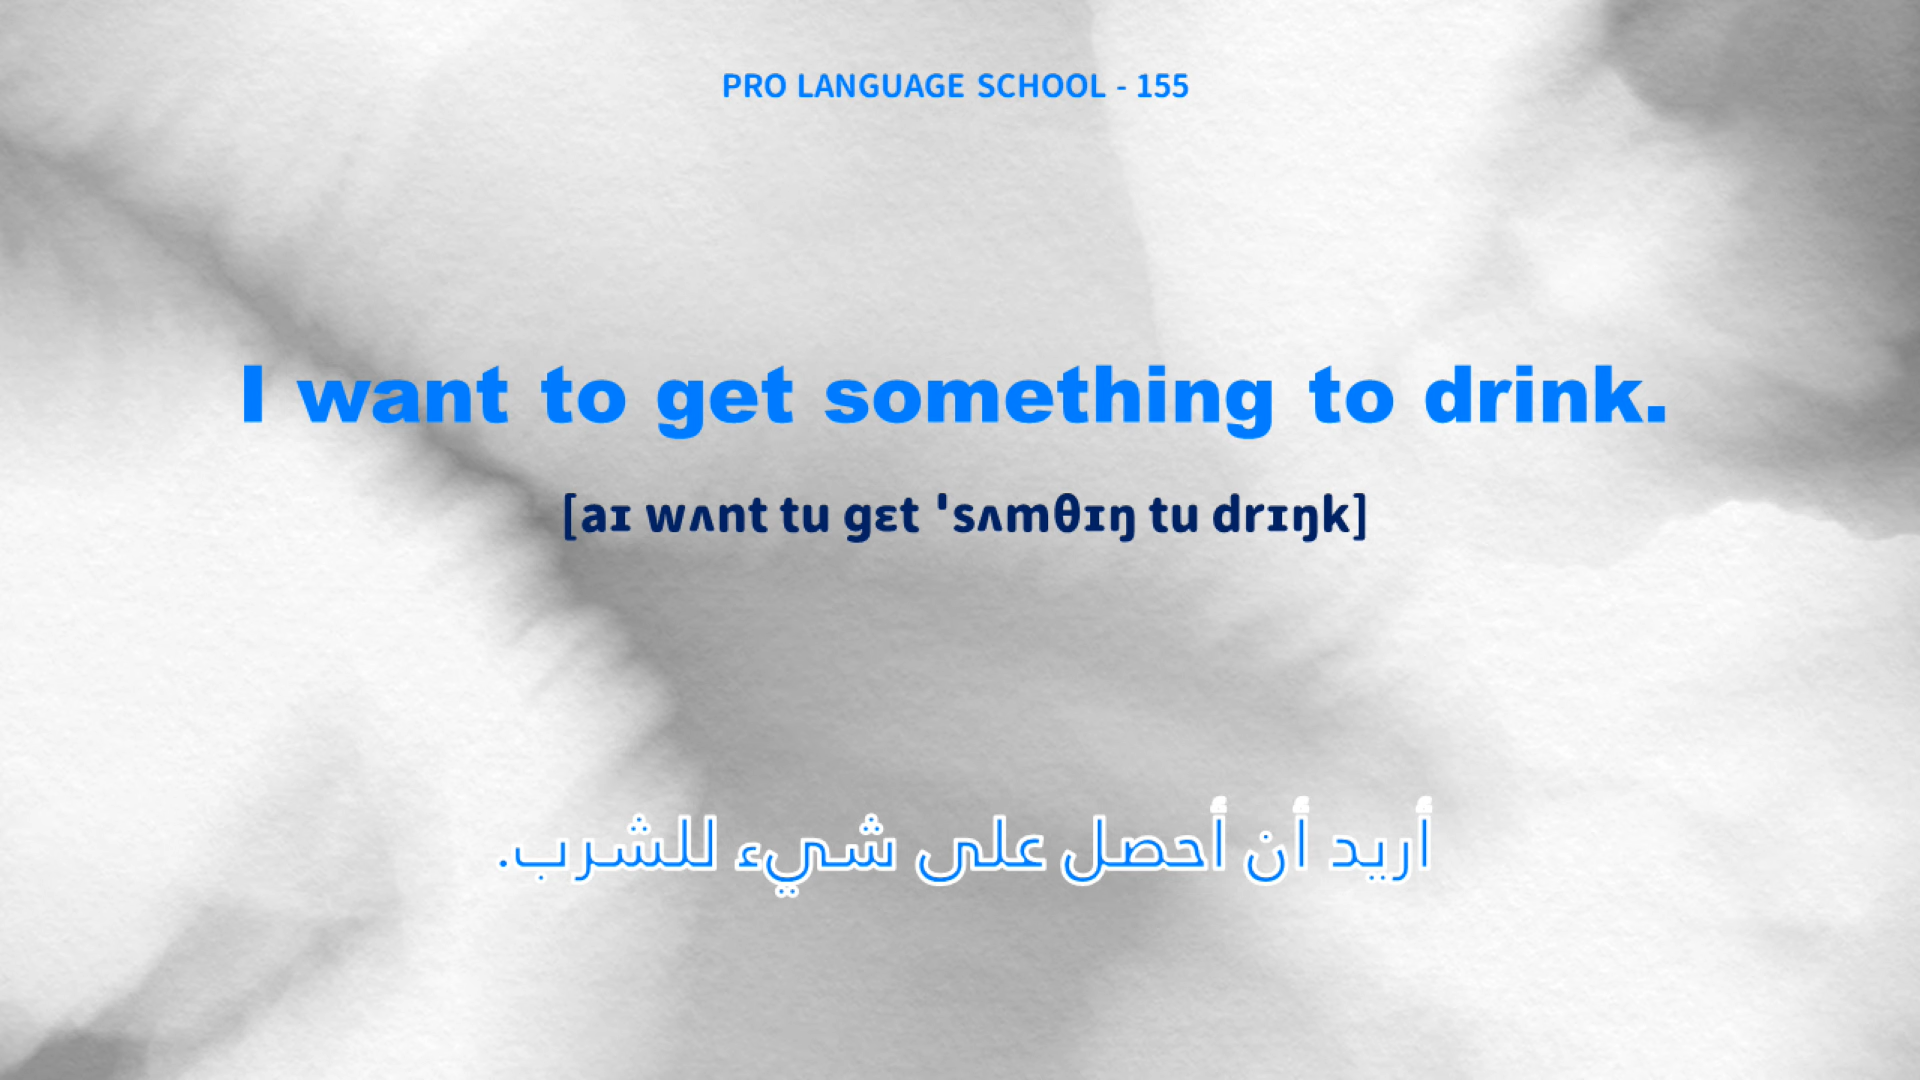 PRO LANGUAGE SCHOOL - 155
I want to get something to drink.
[aɪ wʌnt tu gɛt ˈsʌmθɪŋ tu drɪŋk]
أريد أن أحصل على شيء للشرب.